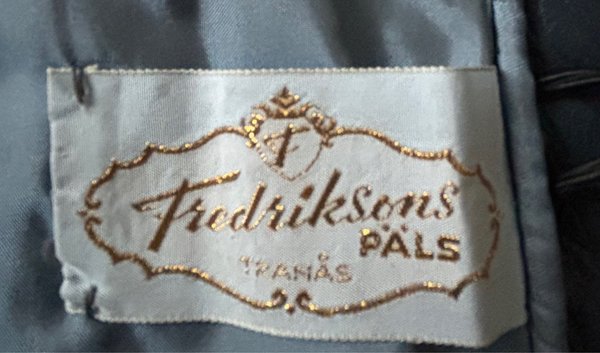 F
Fredriksons
PÄLS
TRANÅS